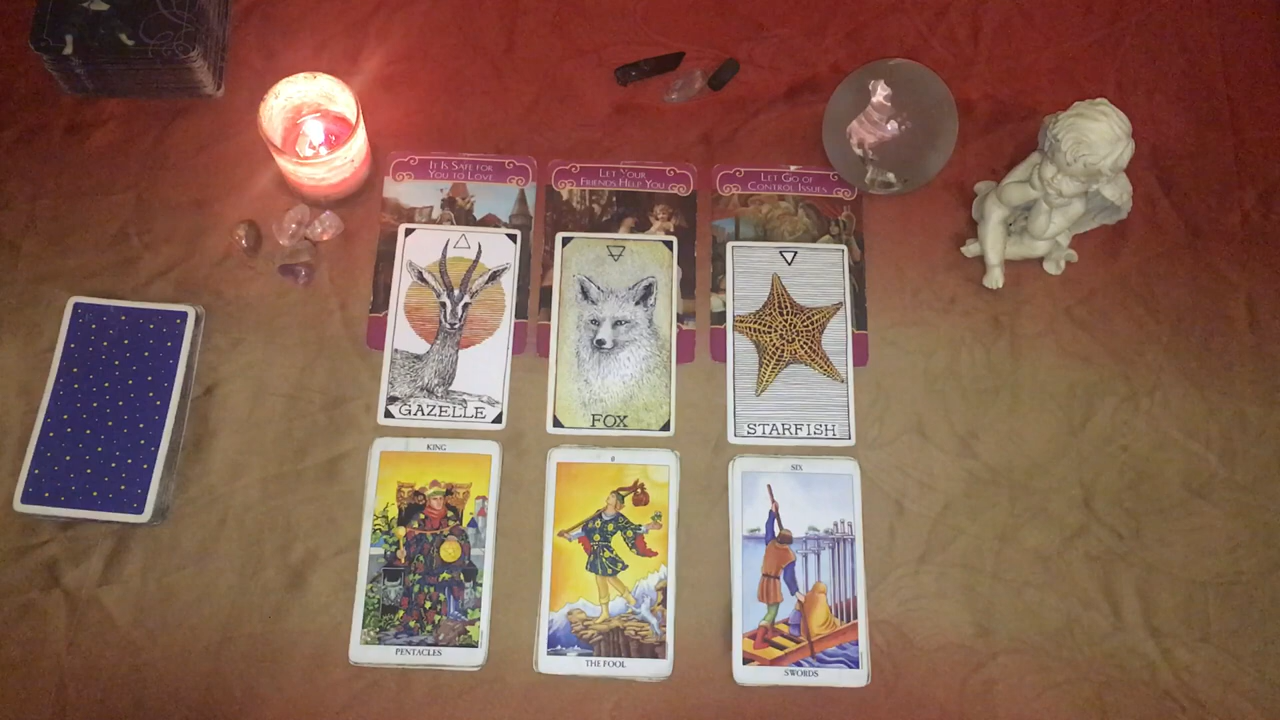 IT IS SAFE FOR
YOU TO LOVE
LET YOUR
FRIENDS HELP YOU
LET GO OF
CONTROL ISSUES
GAZELLE
FOX
STARFISH
KING
PENTACLES
0
THE FOOL
SIX
SWORDS